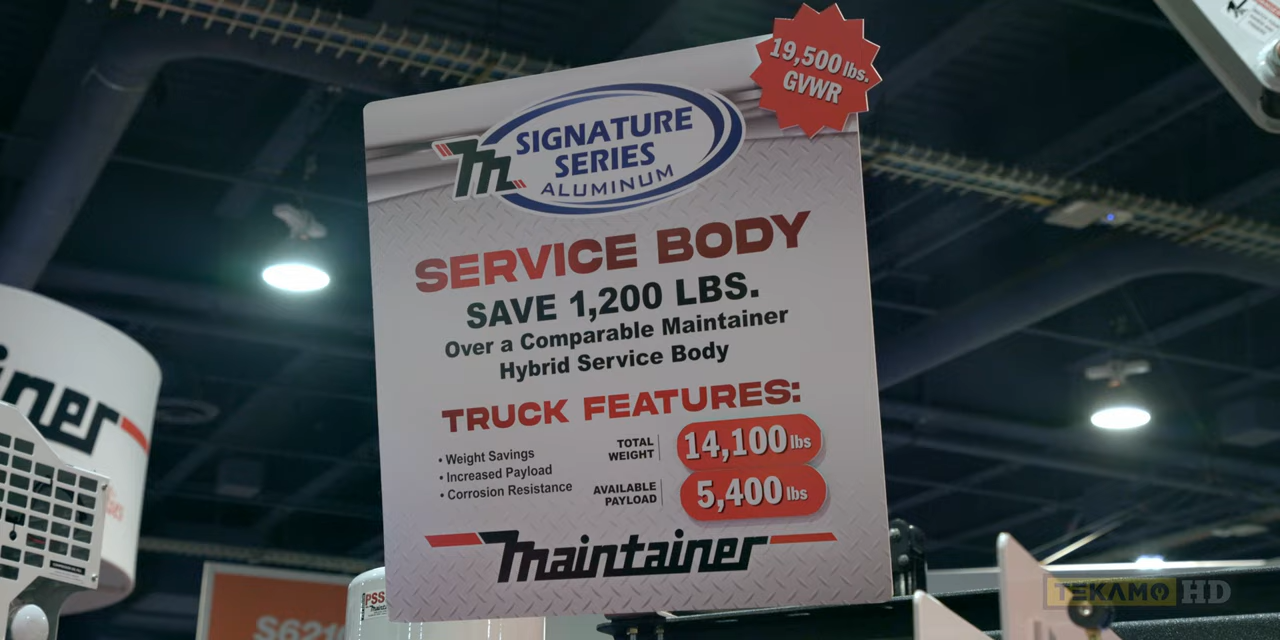 19,500 lbs.
GVWR
SIGNATURE
SERIES
ALUMINUM
SERVICE BODY
SAVE 1,200 LBS.
Over a Comparable Maintainer
Hybrid Service Body
TRUCK FEATURES:
• Weight Savings
• Increased Payload
• Corrosion Resistance
TOTAL
WEIGHT
14,100 lbs
AVAILABLE
PAYLOAD
5,400 lbs
maintainer
iner
PSS
S621
TEKAMO HD